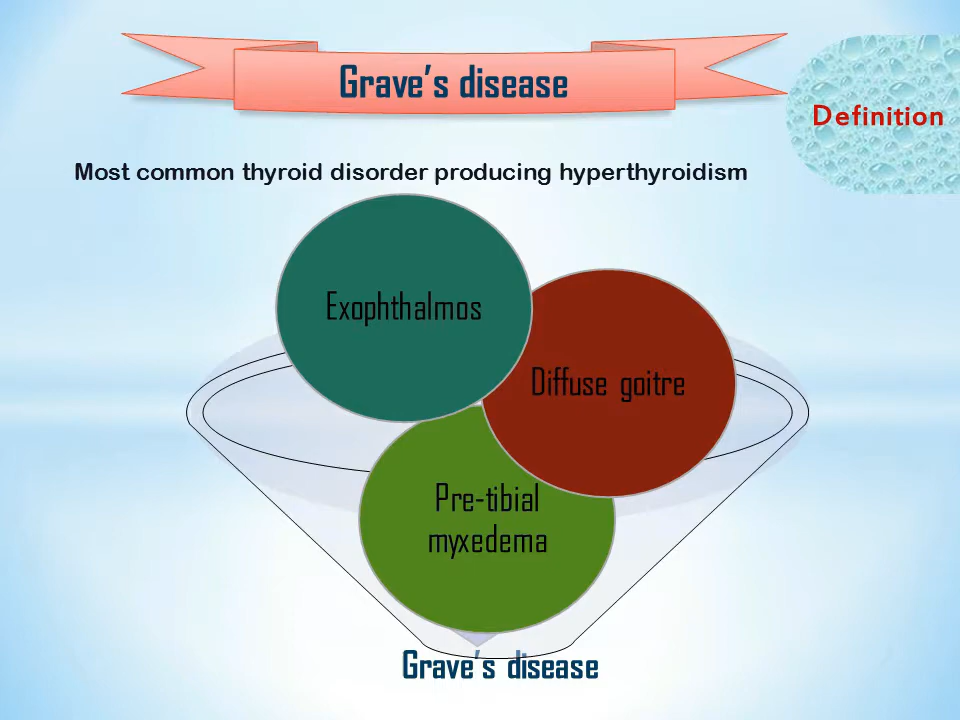 Grave's disease
Definition
Most common thyroid disorder producing hyperthyroidism
Exophthalmos
Diffuse goitre
Pre-tibial
myxedema
Grave's disease